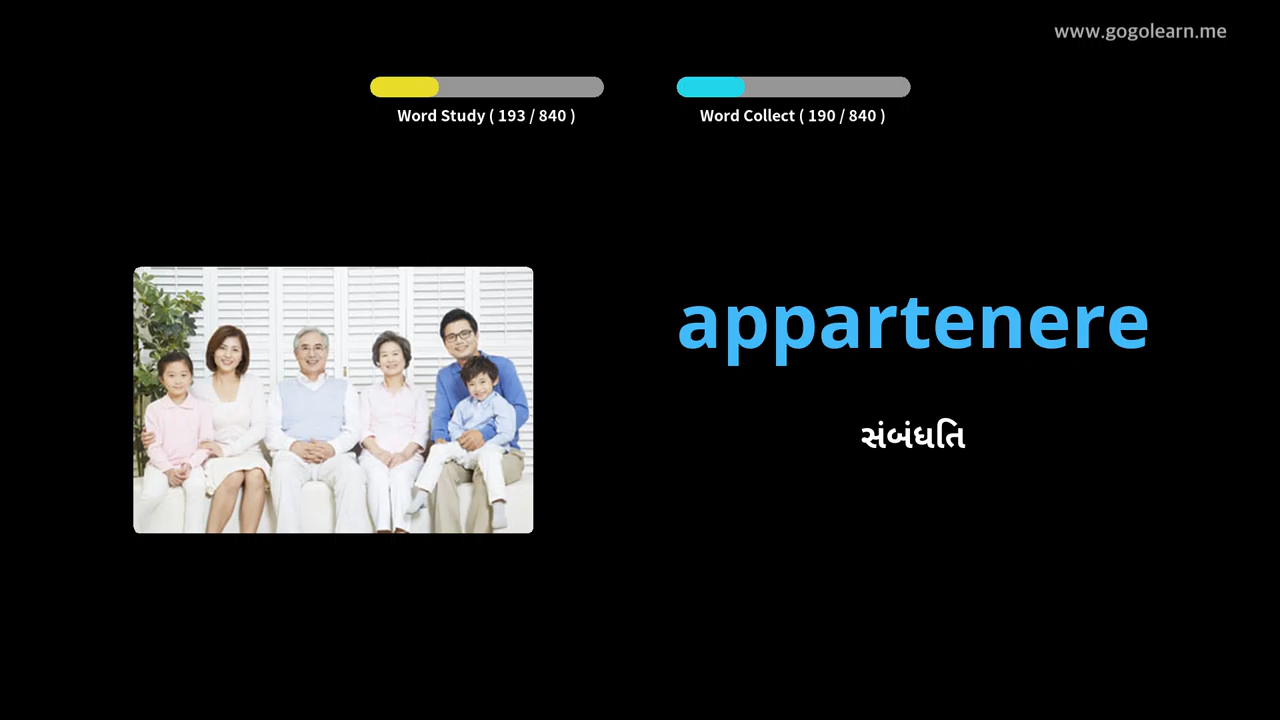 www.gogolearn.me
Word Study ( 193 / 840 )
Word Collect ( 190 / 840 )
appartenere
સંબંધતિ